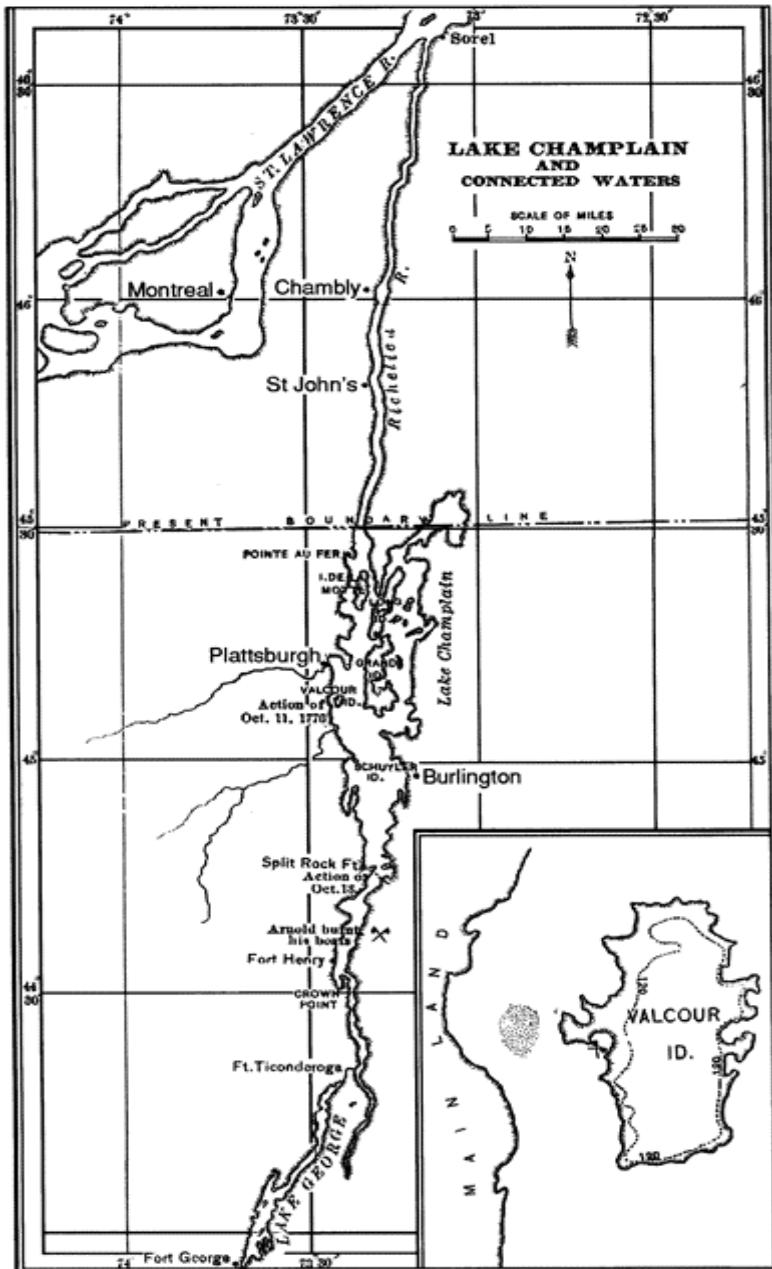 74°
73°30'
73
72°30
Sorel
46
30
46°
30
ST. LAWRENCE R.
LAKE CHAMPLAIN
AND
CONNECTED WATERS
SCALE OF MILES
0 5 10 15 20 25 30
N
Montreal
Chambly
46
46
R.
Richelieu
St John's
PRESENT BOUNDARY LINE
45
30
45
30
POINTE AU FER
I. DE LA
MOTTE
LONG
ID.
Lake Champlain
Plattsburgh
GRAND
ID.
VALCOUR
ID.
Action of
Oct. 11, 1776
45
45
SCHUYLER
ID.
Burlington
Split Rock Ft.
Action of
Oct. 13.
Arnold burnt
his boats
Fort Henry
44
30
CROWN
POINT
Ft. Ticonderoga
LAKE GEORGE
Fort George
74
73°30'
MAIN LAND
VALCOUR
ID.
120
120
120